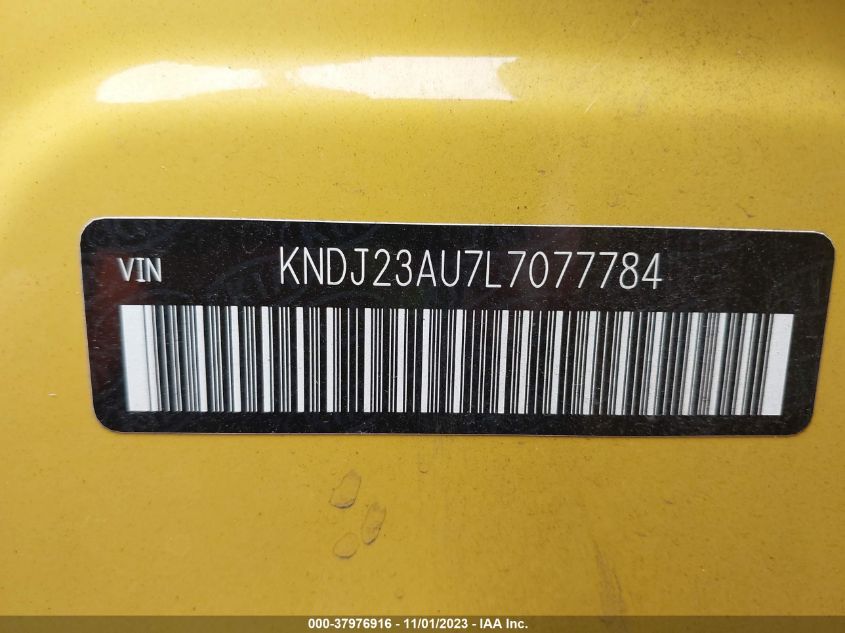 VIN KNDJ23AU7L7077784
000-37976916 - 11/01/2023 - IAA Inc.